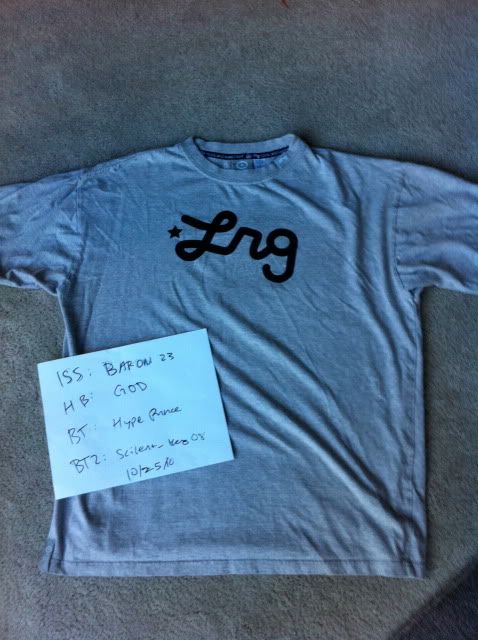 Lrg
ISS: BARON 23
HB: GOD
BT: Hype Prince
BT2:
10/25/10